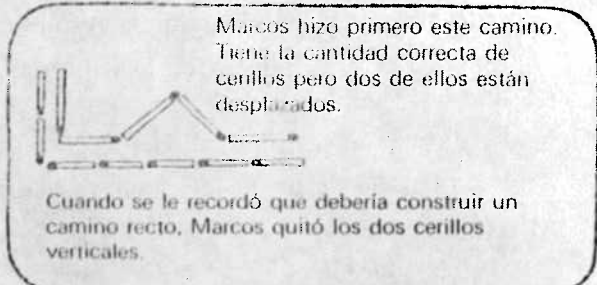 Marcos hizo primero este camino.
Tiene la cantidad correcta de
cerillos pero dos de ellos están
desplazados.
Cuando se le recordó que debería construir un
camino recto, Marcos quitó los dos cerillos
verticales.